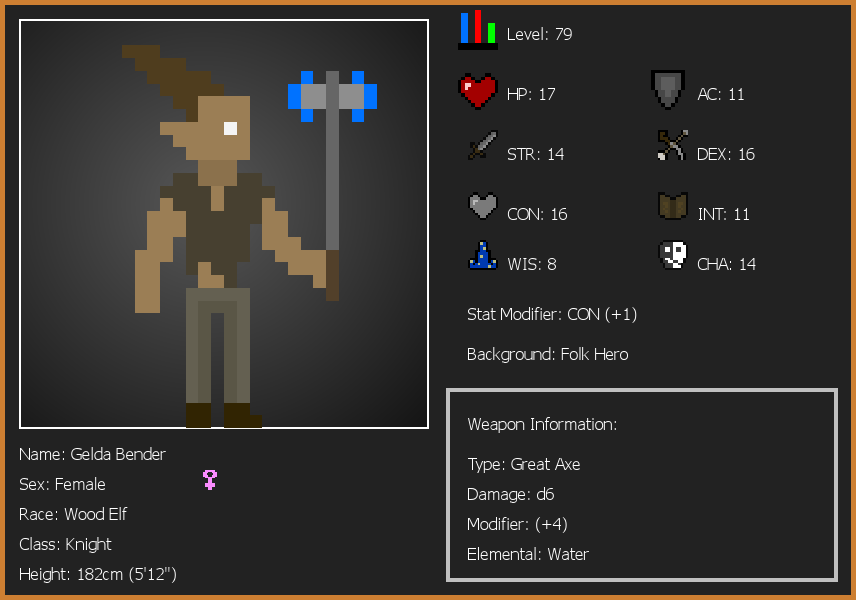 Level: 79
HP: 17
AC: 11
STR: 14
DEX: 16
CON: 16
INT: 11
WIS: 8
CHA: 14
Stat Modifier: CON (+1)
Background: Folk Hero
Weapon Information:
Type: Great Axe
Damage: d6
Modifier: (+4)
Elemental: Water
Name: Gelda Bender
Sex: Female
Race: Wood Elf
Class: Knight
Height: 182cm (5'12")